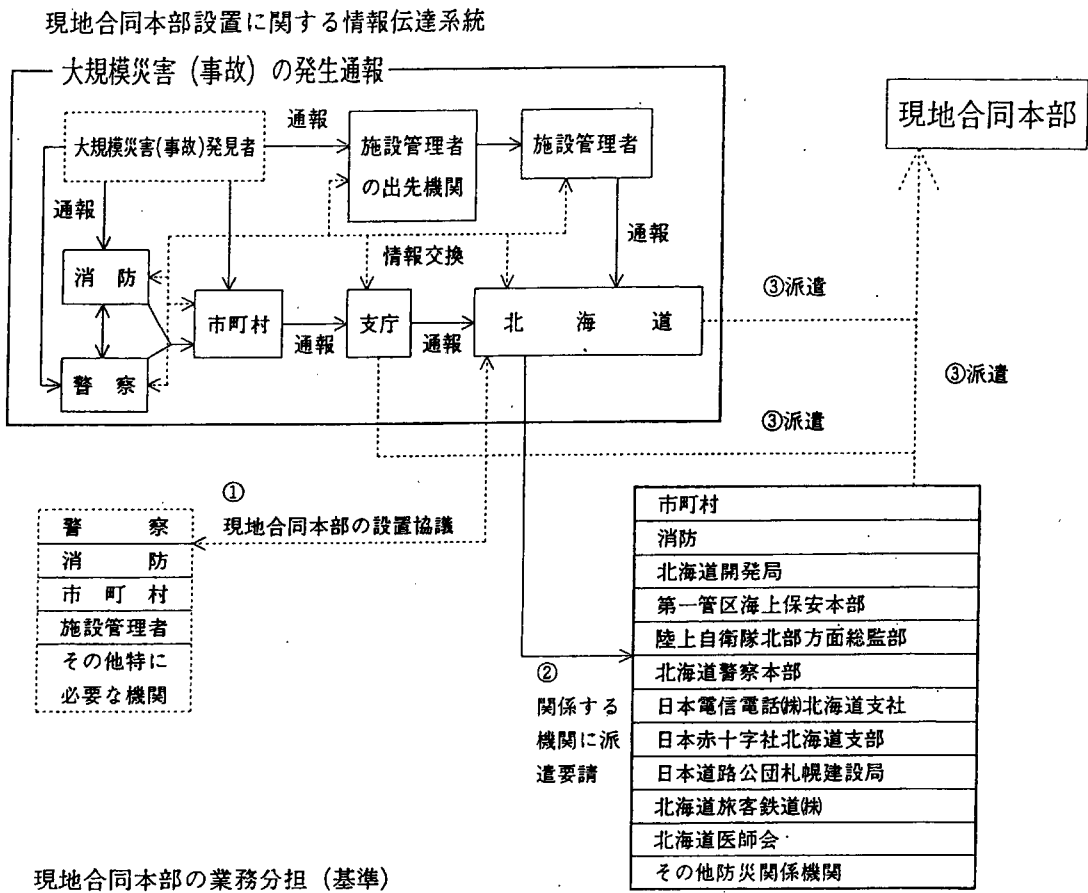 現地合同本部設置に関する情報伝達系統
大規模災害（事故）の発生通報
現地合同本部
大規模災害(事故)発見者
通報
施設管理者
の出先機関
施設管理者
通報
通報
消　防
情報交換
市町村
通報
支庁
通報
北　海　道
警　察
③派遣
③派遣
③派遣
①
現地合同本部の設置協議
警　察
消　防
市　町　村
施設管理者
その他特に
必要な機関
②
関係する
機関に派
遣要請
市町村
消防
北海道開発局
第一管区海上保安本部
陸上自衛隊北部方面総監部
北海道警察本部
日本電信電話㈱北海道支社
日本赤十字社北海道支部
日本道路公団札幌建設局
北海道旅客鉄道㈱
北海道医師会
その他防災関係機関
現地合同本部の業務分担（基準）